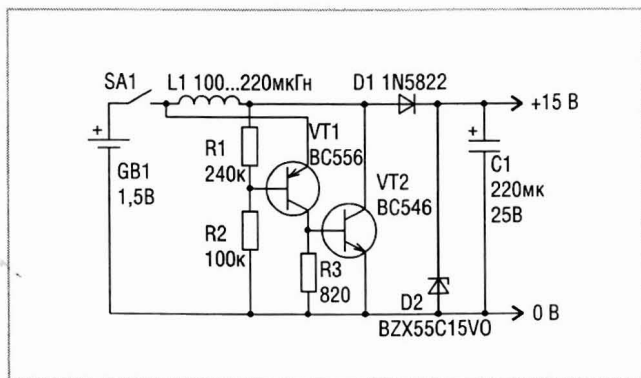 SA1
L1 100...220мкГн
D1 1N5822
+15 В
+
GB1
1,5В
R1
240к
VT1
BC556
R2
100к
VT2
BC546
R3
820
+
C1
220мк
25В
D2
BZX55C15VO
0 В